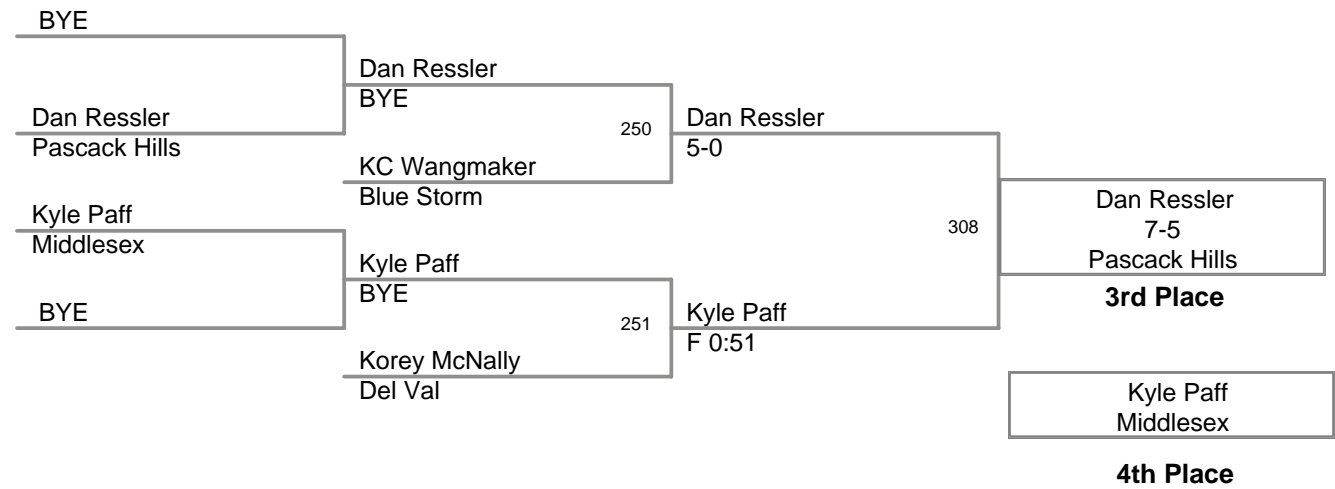 BYE
Dan Ressler
Pascack Hills
Kyle Paff
Middlesex
BYE
Dan Ressler
BYE
250
KC Wangmaker
Blue Storm
Kyle Paff
BYE
251
Korey McNally
Del Val
Dan Ressler
5-0
308
Kyle Paff
F 0:51
Dan Ressler
7-5
Pascack Hills
3rd Place
Kyle Paff
Middlesex
4th Place